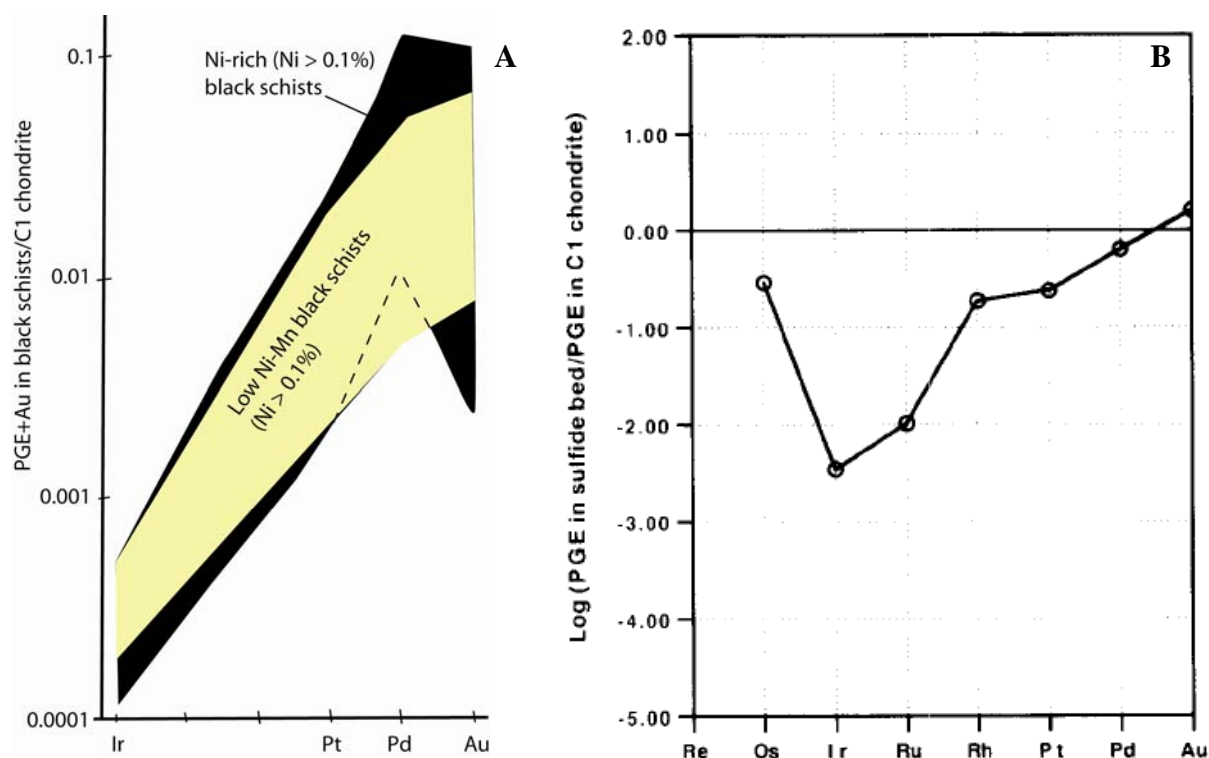 A
Ni-rich (Ni > 0.1%)
black schists
Low Ni-Mn black schists
(Ni > 0.1%)
PGE+Au in black schists/C1 chondrite
0.1
0.01
0.001
0.0001
Ir
Pt
Pd
Au
B
Log (PGE in sulfide bed/PGE in C1 chondrite)
2.00
1.00
0.00
-1.00
-2.00
-3.00
-4.00
-5.00
Re
Os
Ir
Ru
Rh
Pt
Pd
Au